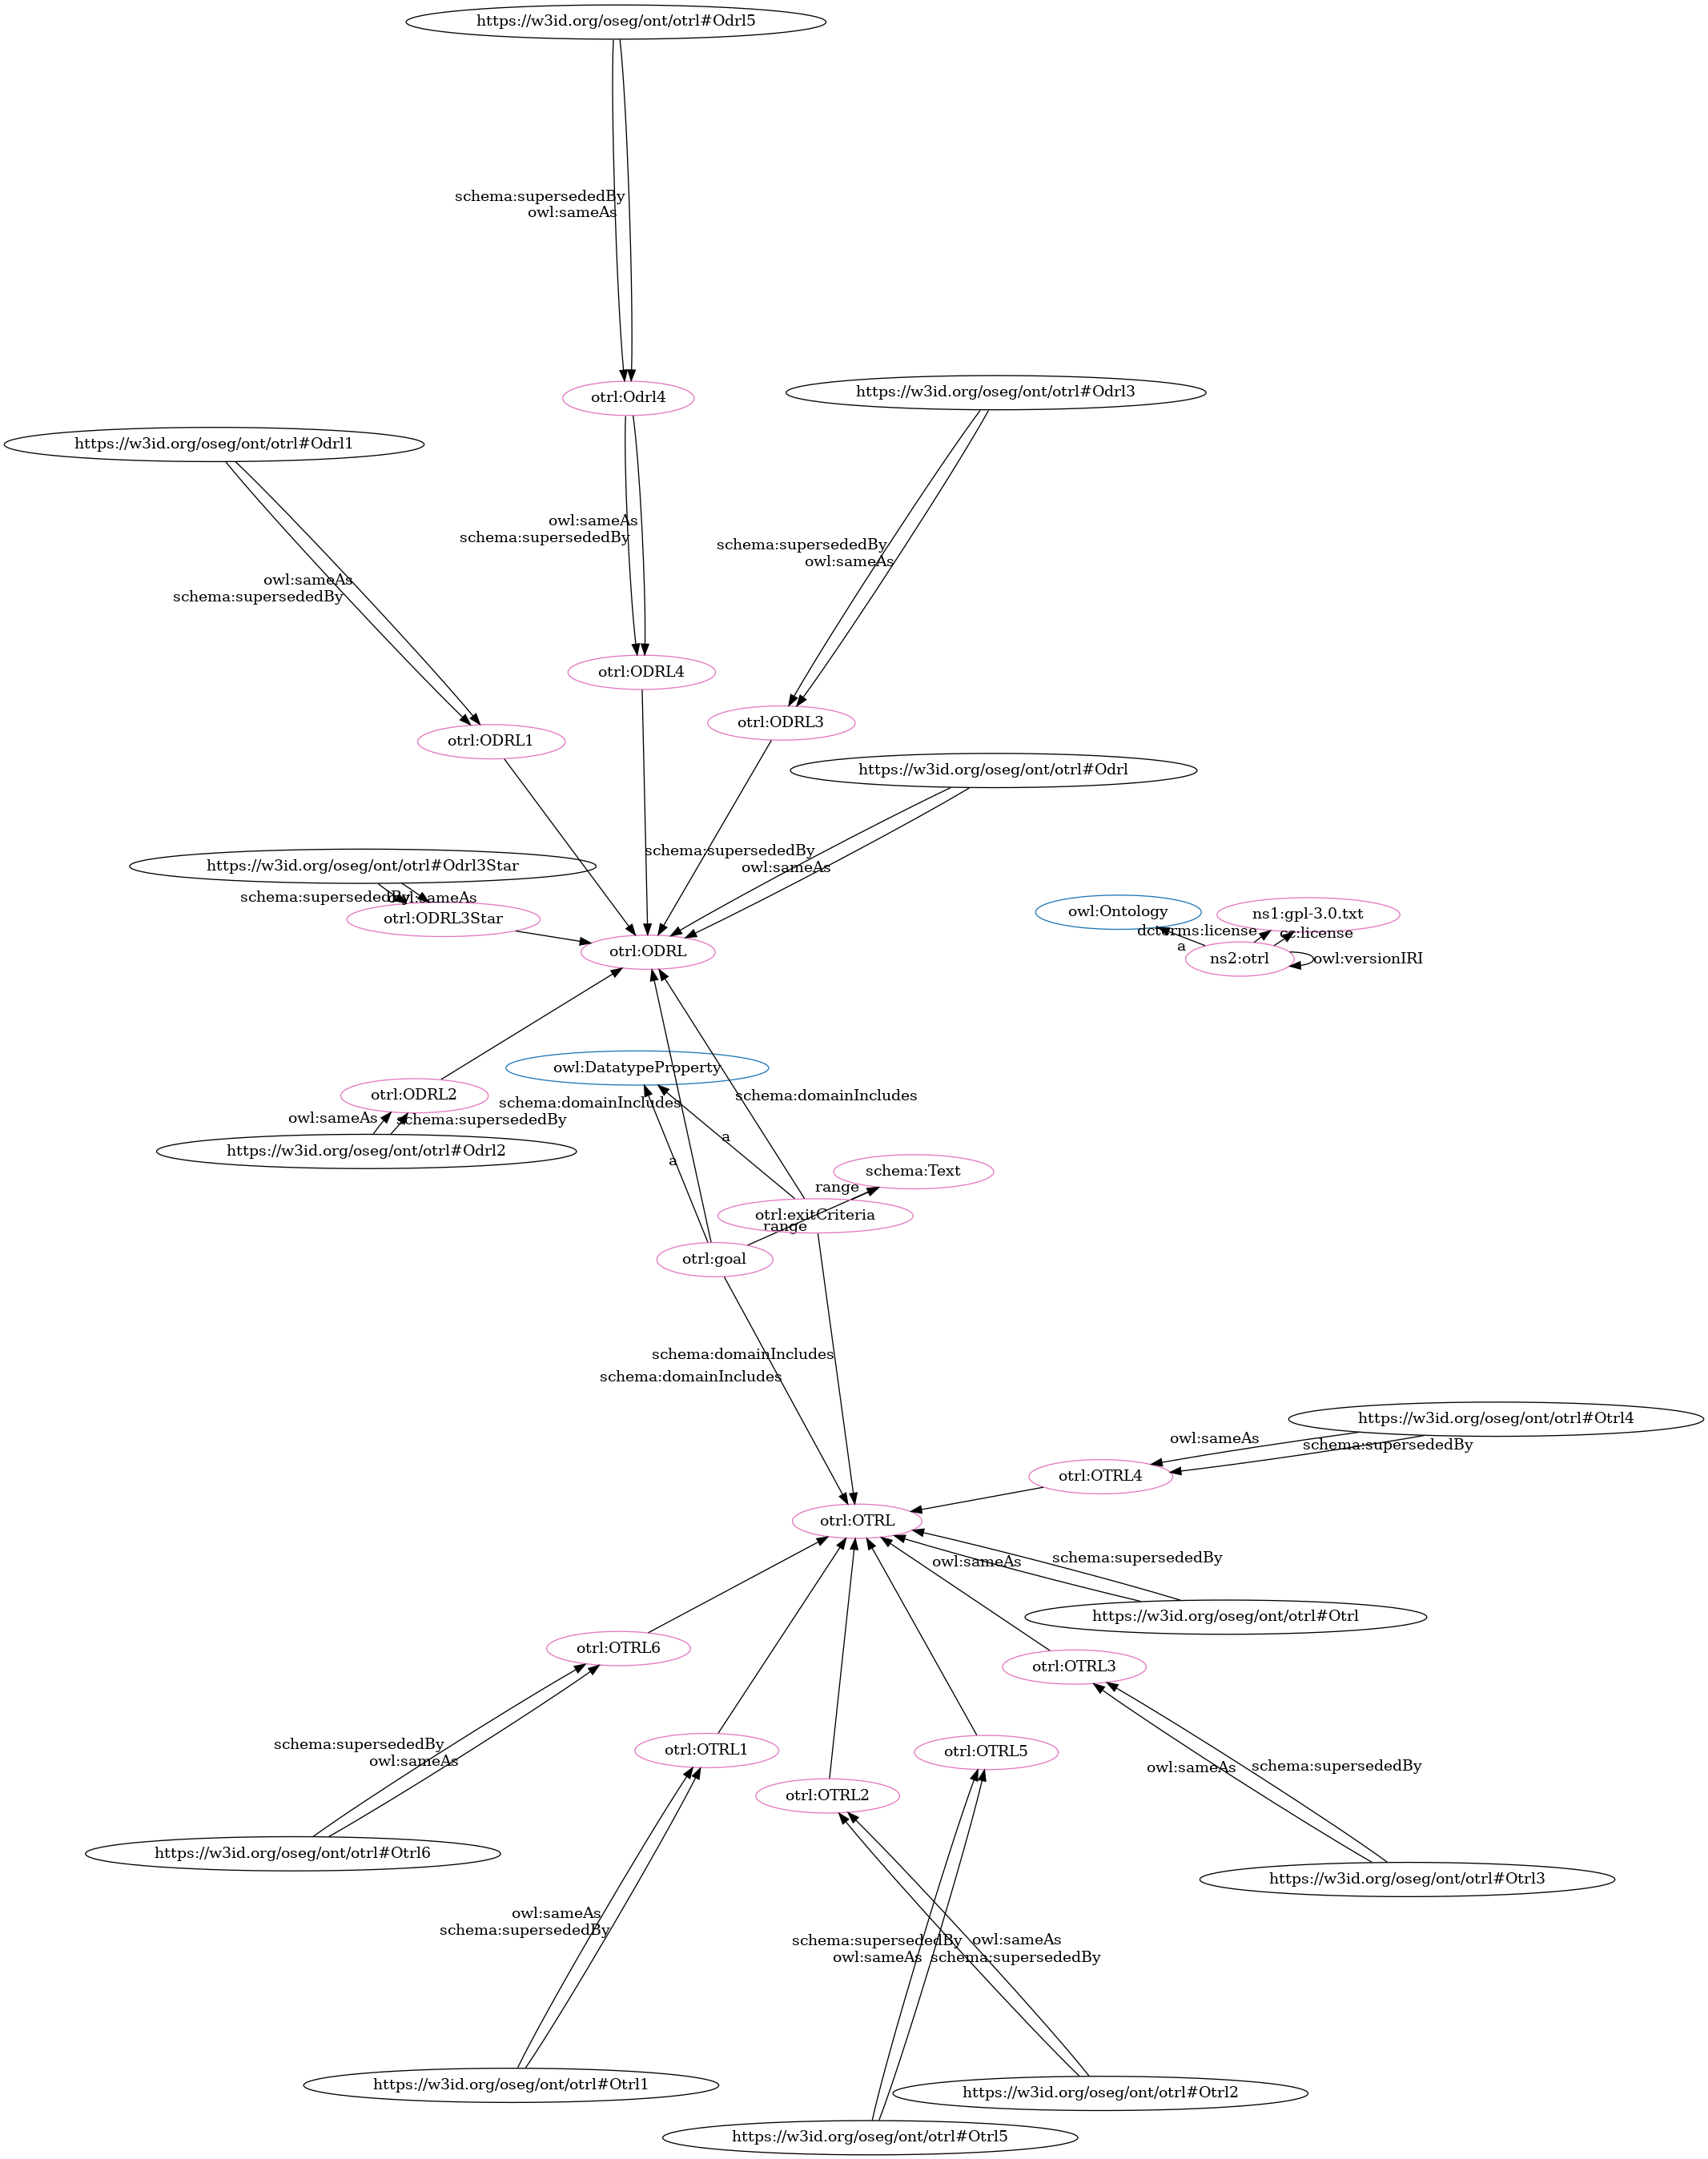 https://w3id.org/oseg/ont/otrl#Odrl5
schema:supersededBy
owl:sameAs
otrl:Odrl4
https://w3id.org/oseg/ont/otrl#Odrl3
https://w3id.org/oseg/ont/otrl#Odrl1
owl:sameAs
schema:supersededBy
schema:supersededBy
owl:sameAs
owl:sameAs
schema:supersededBy
otrl:ODRL4
otrl:ODRL3
otrl:ODRL1
https://w3id.org/oseg/ont/otrl#Odrl
schema:supersededBy
owl:sameAs
https://w3id.org/oseg/ont/otrl#Odrl3Star
schema:supersededBy
owl:sameAs
otrl:ODRL3Star
otrl:ODRL
owl:Ontology
ns1:gpl-3.0.txt
dcterms:license
cc:license
a
ns2:otrl
owl:versionIRI
owl:DatatypeProperty
otrl:ODRL2
schema:domainIncludes
schema:domainIncludes
owl:sameAs
schema:supersededBy
a
https://w3id.org/oseg/ont/otrl#Odrl2
a
schema:Text
range
otrl:exitCriteria
range
otrl:goal
schema:domainIncludes
schema:domainIncludes
https://w3id.org/oseg/ont/otrl#Otrl4
owl:sameAs
schema:supersededBy
otrl:OTRL4
otrl:OTRL
owl:sameAs
schema:supersededBy
https://w3id.org/oseg/ont/otrl#Otrl
otrl:OTRL6
otrl:OTRL3
schema:supersededBy
owl:sameAs
otrl:OTRL1
otrl:OTRL5
owl:sameAs
schema:supersededBy
otrl:OTRL2
https://w3id.org/oseg/ont/otrl#Otrl6
https://w3id.org/oseg/ont/otrl#Otrl3
owl:sameAs
schema:supersededBy
schema:supersededBy
owl:sameAs
owl:sameAs
schema:supersededBy
https://w3id.org/oseg/ont/otrl#Otrl1
https://w3id.org/oseg/ont/otrl#Otrl2
https://w3id.org/oseg/ont/otrl#Otrl5